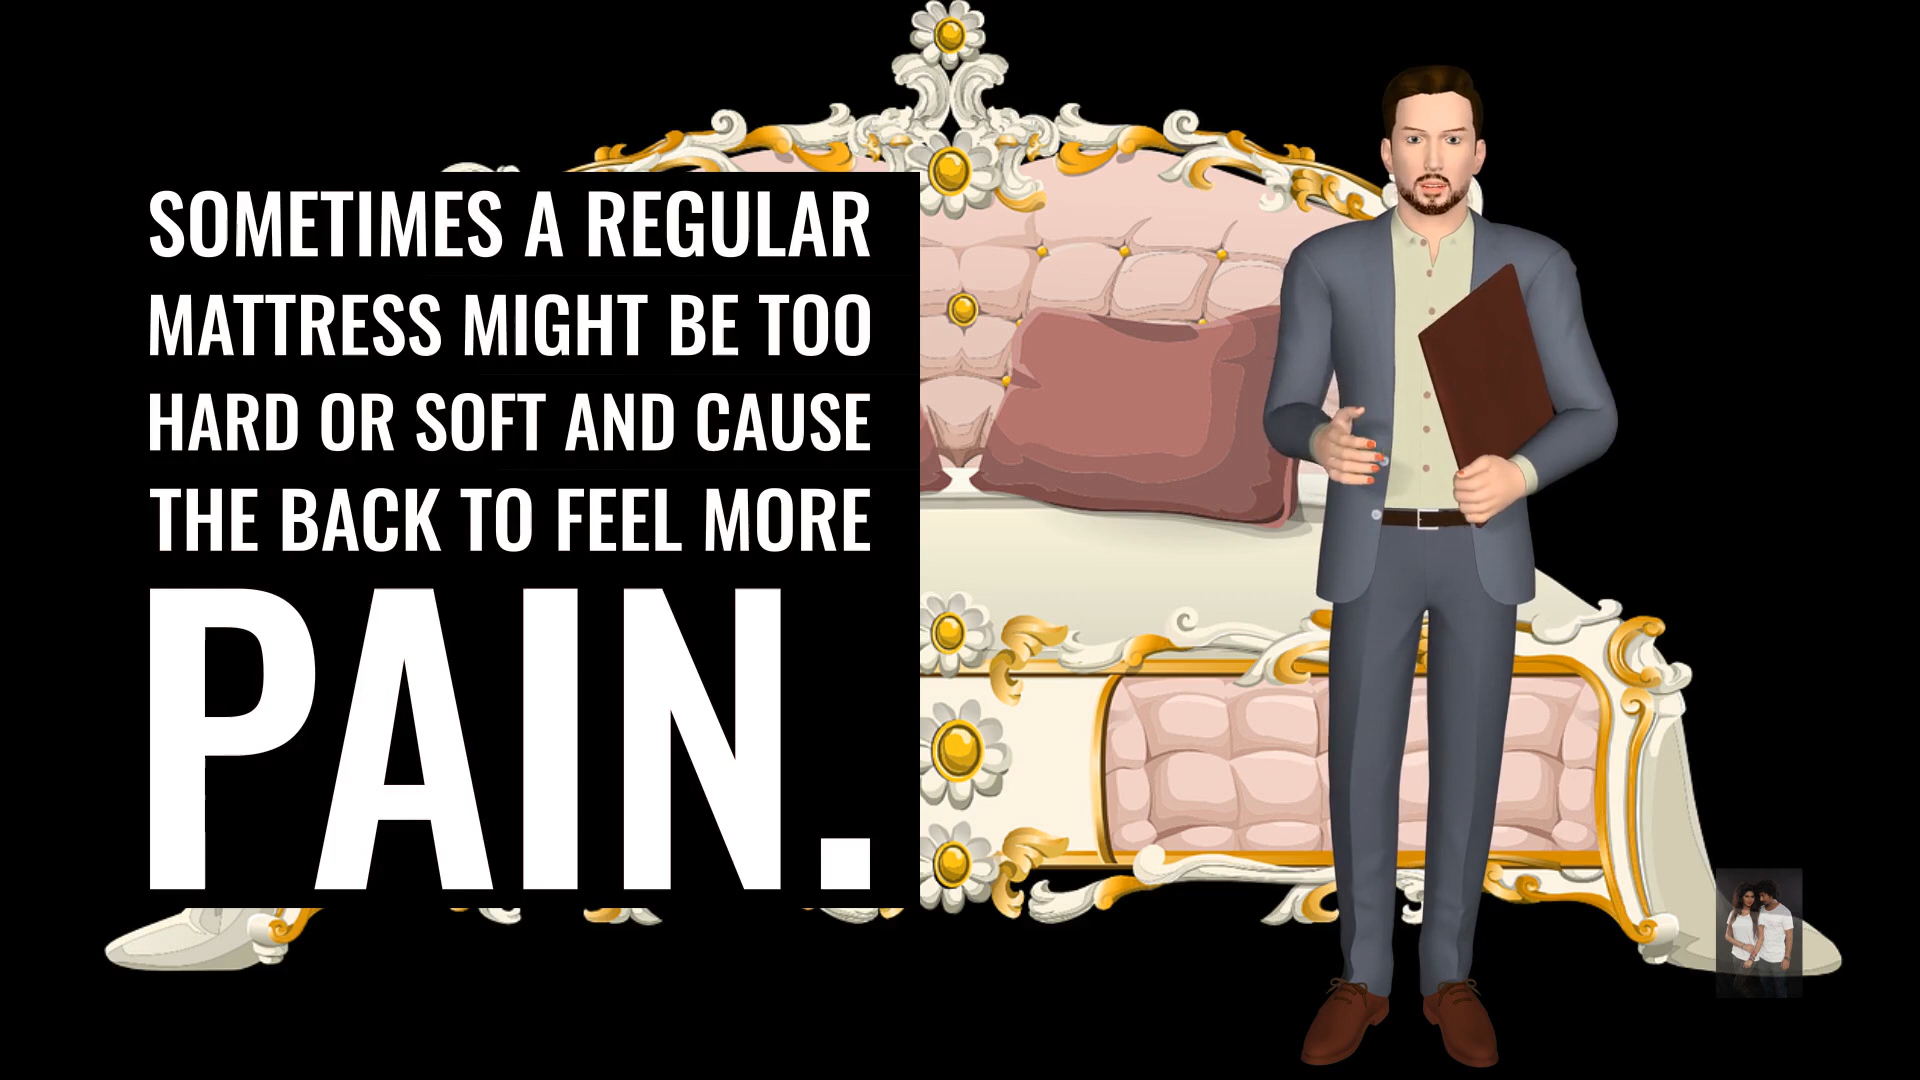 SOMETIMES A REGULAR
MATTRESS MIGHT BE TOO
HARD OR SOFT AND CAUSE
THE BACK TO FEEL MORE
PAIN.